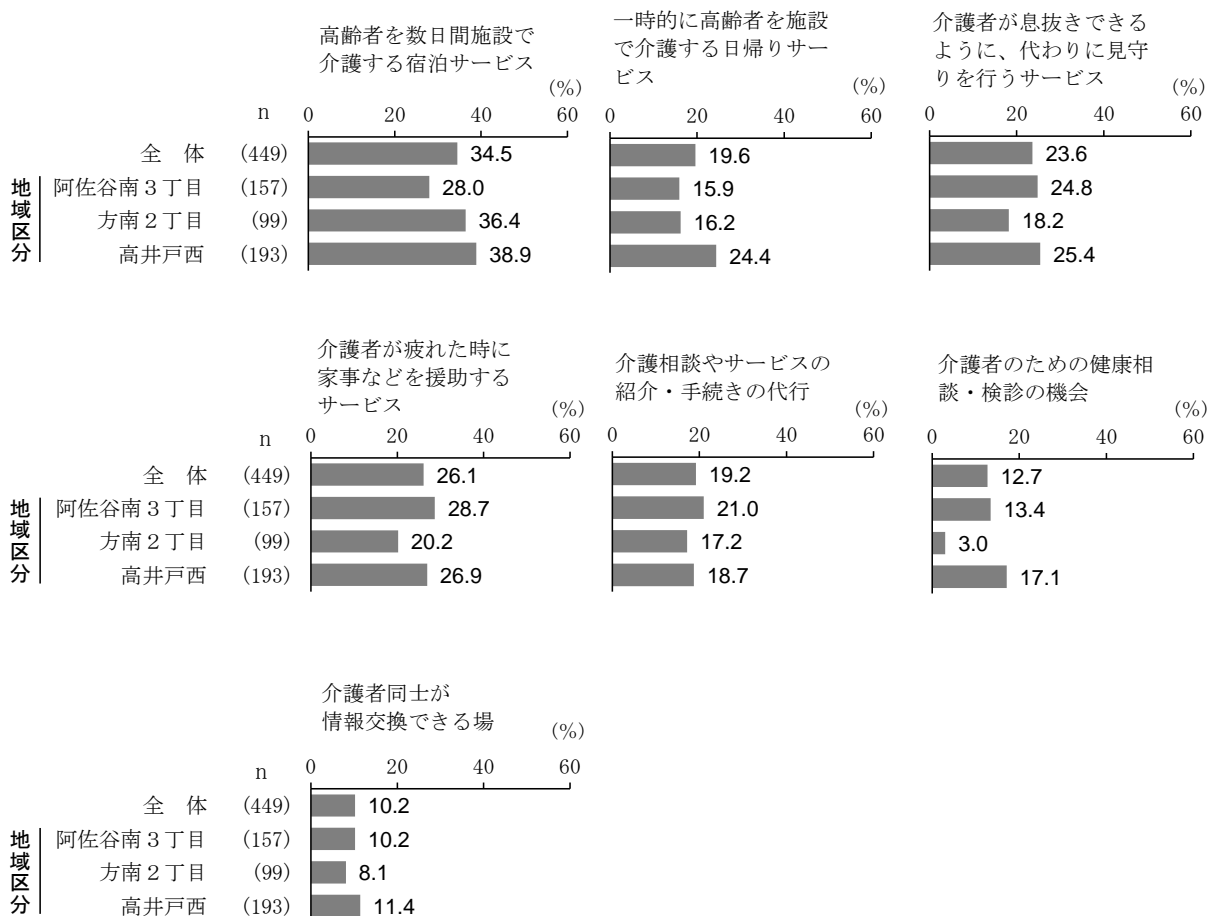 高齢者を数日間施設で
介護する宿泊サービス
(%)
一時的に高齢者を施設
で介護する日帰りサー
ビス
(%)
介護者が息抜きできる
ように、代わりに見守
りを行うサービス
(%)
n 0 20 40 60 0 20 40 60 0 20 40 60
全 体 (449) 34.5 19.6 23.6
地域区分
阿佐谷南３丁目 (157) 28.0 15.9 24.8
方南２丁目 (99) 36.4 16.2 18.2
高井戸西 (193) 38.9 24.4 25.4
介護者が疲れた時に
家事などを援助する
サービス
(%)
介護相談やサービスの
紹介・手続きの代行
(%)
介護者のための健康相
談・検診の機会
(%)
n 0 20 40 60 0 20 40 60 0 20 40 60
全 体 (449) 26.1 19.2 12.7
地域区分
阿佐谷南３丁目 (157) 28.7 21.0 13.4
方南２丁目 (99) 20.2 17.2 3.0
高井戸西 (193) 26.9 18.7 17.1
介護者同士が
情報交換できる場
(%)
n 0 20 40 60
全 体 (449) 10.2
地域区分
阿佐谷南３丁目 (157) 10.2
方南２丁目 (99) 8.1
高井戸西 (193) 11.4